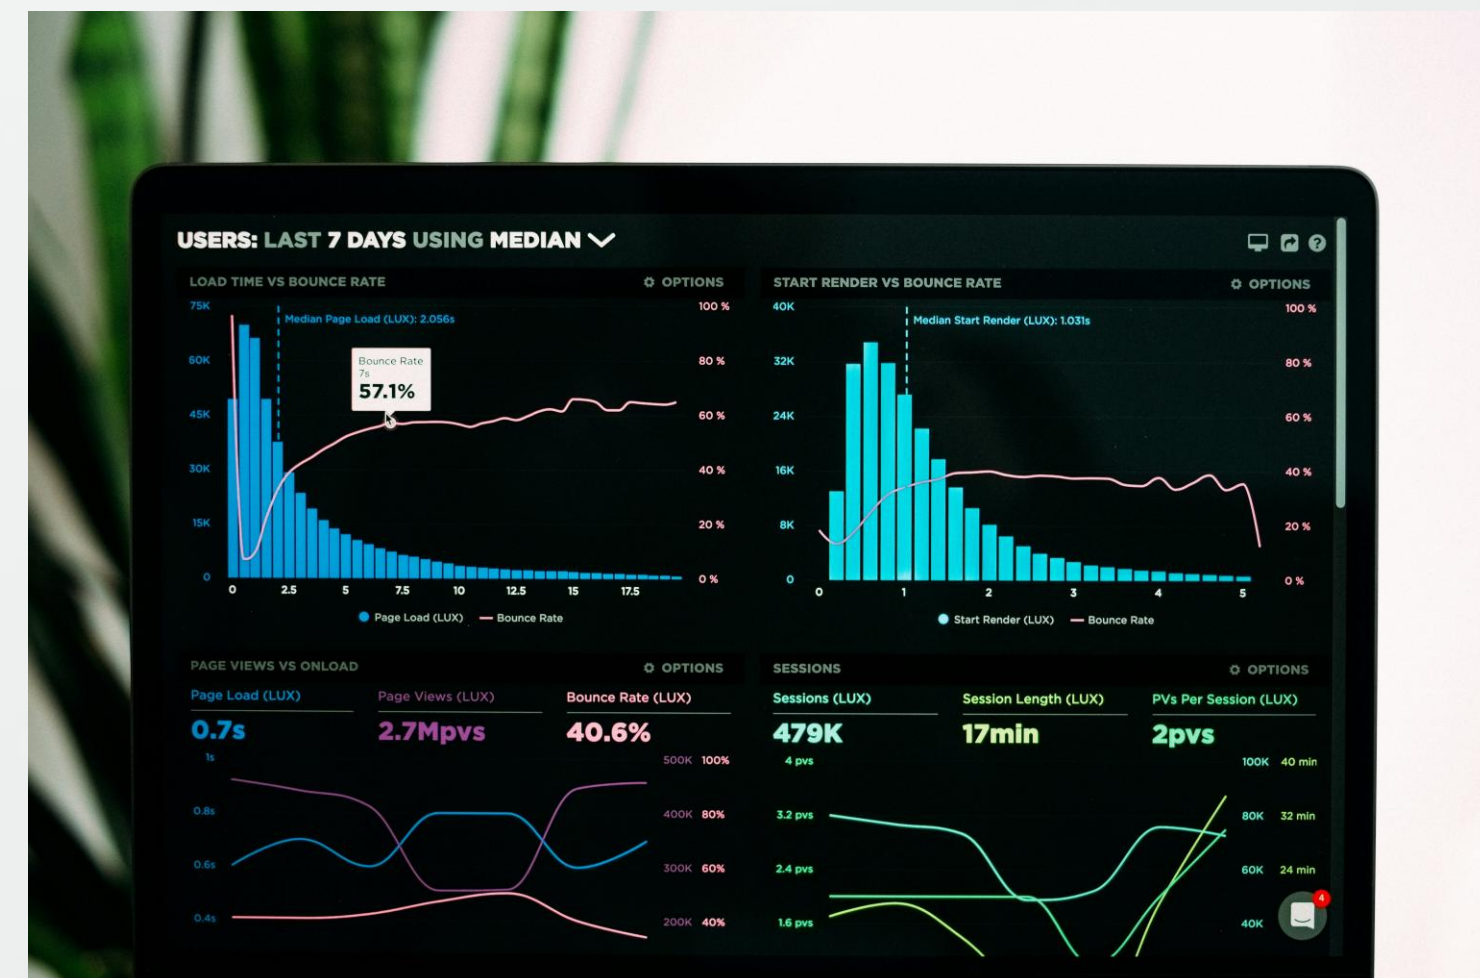 USERS: LAST 7 DAYS USING MEDIAN
LOAD TIME VS BOUNCE RATE
OPTIONS
75K
60K
45K
30K
15K
0
Median Page Load (LUX): 2.056s
Bounce Rate
7s
57.1%
100 %
80 %
60 %
40 %
20 %
0 %
0 2.5 5 7.5 10 12.5 15 17.5
Page Load (LUX) Bounce Rate
START RENDER VS BOUNCE RATE
OPTIONS
40K
32K
24K
16K
8K
0
Median Start Render (LUX): 1.031s
100 %
80 %
60 %
40 %
20 %
0 %
0 1 2 3 4 5
Start Render (LUX) Bounce Rate
PAGE VIEWS VS ONLOAD
OPTIONS
Page Load (LUX) Page Views (LUX) Bounce Rate (LUX)
0.7s 2.7Mpvs 40.6%
1s 500K 100%
0.8s 400K 80%
0.6s 300K 60%
0.4s 200K 40%
SESSIONS
OPTIONS
Sessions (LUX) Session Length (LUX) PVs Per Session (LUX)
479K 17min 2pvs
4 pvs 100K 40 min
3.2 pvs 80K 32 min
2.4 pvs 60K 24 min
1.6 pvs 40K
4